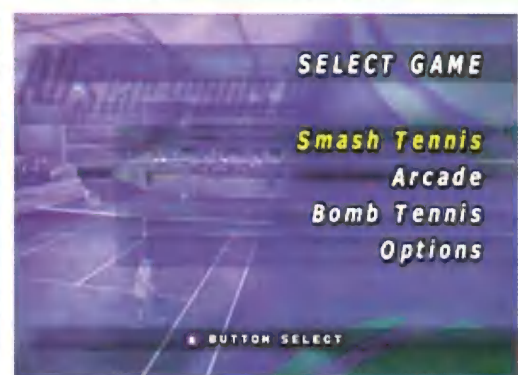 SELECT GAME
Smash Tennis
Arcade
Bomb Tennis
Options
BUTTON SELECT